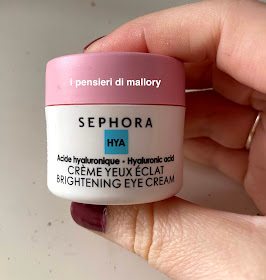 i pensieri di mallory
SEPHORA
HYA
Acide hyaluronique • Hyaluronic acid
CRÈME YEUX ÉCLAT
BRIGHTENING EYE CREAM